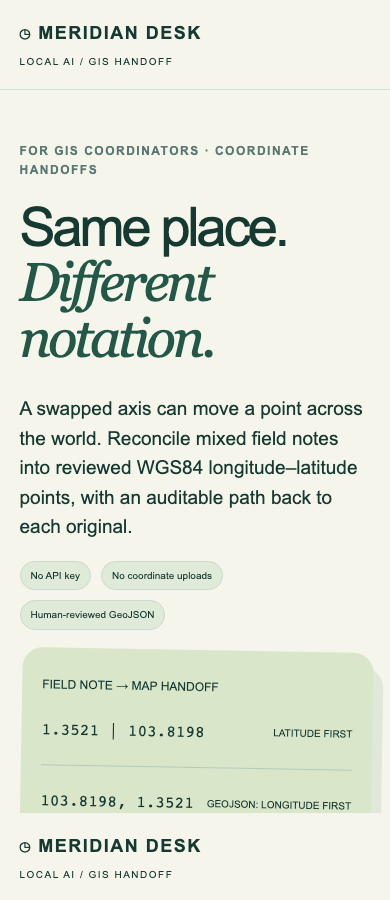 ◷ MERIDIAN DESK
LOCAL AI / GIS HANDOFF
FOR GIS COORDINATORS · COORDINATE
HANDOFFS
Same place.
Different
notation.
A swapped axis can move a point across
the world. Reconcile mixed field notes
into reviewed WGS84 longitude–latitude
points, with an auditable path back to
each original.
No API key
No coordinate uploads
Human-reviewed GeoJSON
FIELD NOTE → MAP HANDOFF
1.3521 | 103.8198 LATITUDE FIRST
103.8198, 1.3521 GEOJSON: LONGITUDE FIRST
◷ MERIDIAN DESK
LOCAL AI / GIS HANDOFF